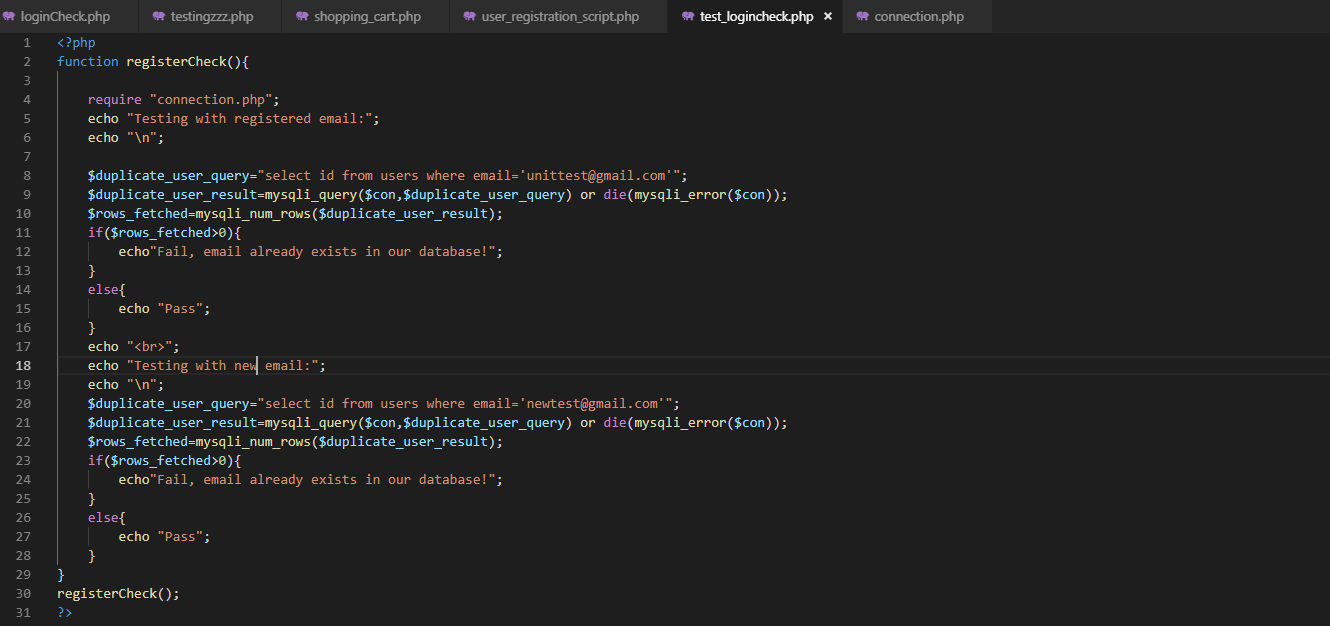 loginCheck.php testingzzz.php shopping_cart.php user_registration_script.php test_logincheck.php × connection.php
1 <?php
2 function registerCheck(){
3
4     require "connection.php";
5     echo "Testing with registered email:";
6     echo "\n";
7
8     $duplicate_user_query="select id from users where email='unittest@gmail.com'";
9     $duplicate_user_result=mysqli_query($con,$duplicate_user_query) or die(mysqli_error($con));
10     $rows_fetched=mysqli_num_rows($duplicate_user_result);
11     if($rows_fetched>0){
12         echo"Fail, email already exists in our database!";
13     }
14     else{
15         echo "Pass";
16     }
17     echo "<br>";
18     echo "Testing with new email:";
19     echo "\n";
20     $duplicate_user_query="select id from users where email='newtest@gmail.com'";
21     $duplicate_user_result=mysqli_query($con,$duplicate_user_query) or die(mysqli_error($con));
22     $rows_fetched=mysqli_num_rows($duplicate_user_result);
23     if($rows_fetched>0){
24         echo"Fail, email already exists in our database!";
25     }
26     else{
27         echo "Pass";
28     }
29 }
30 registerCheck();
31 ?>